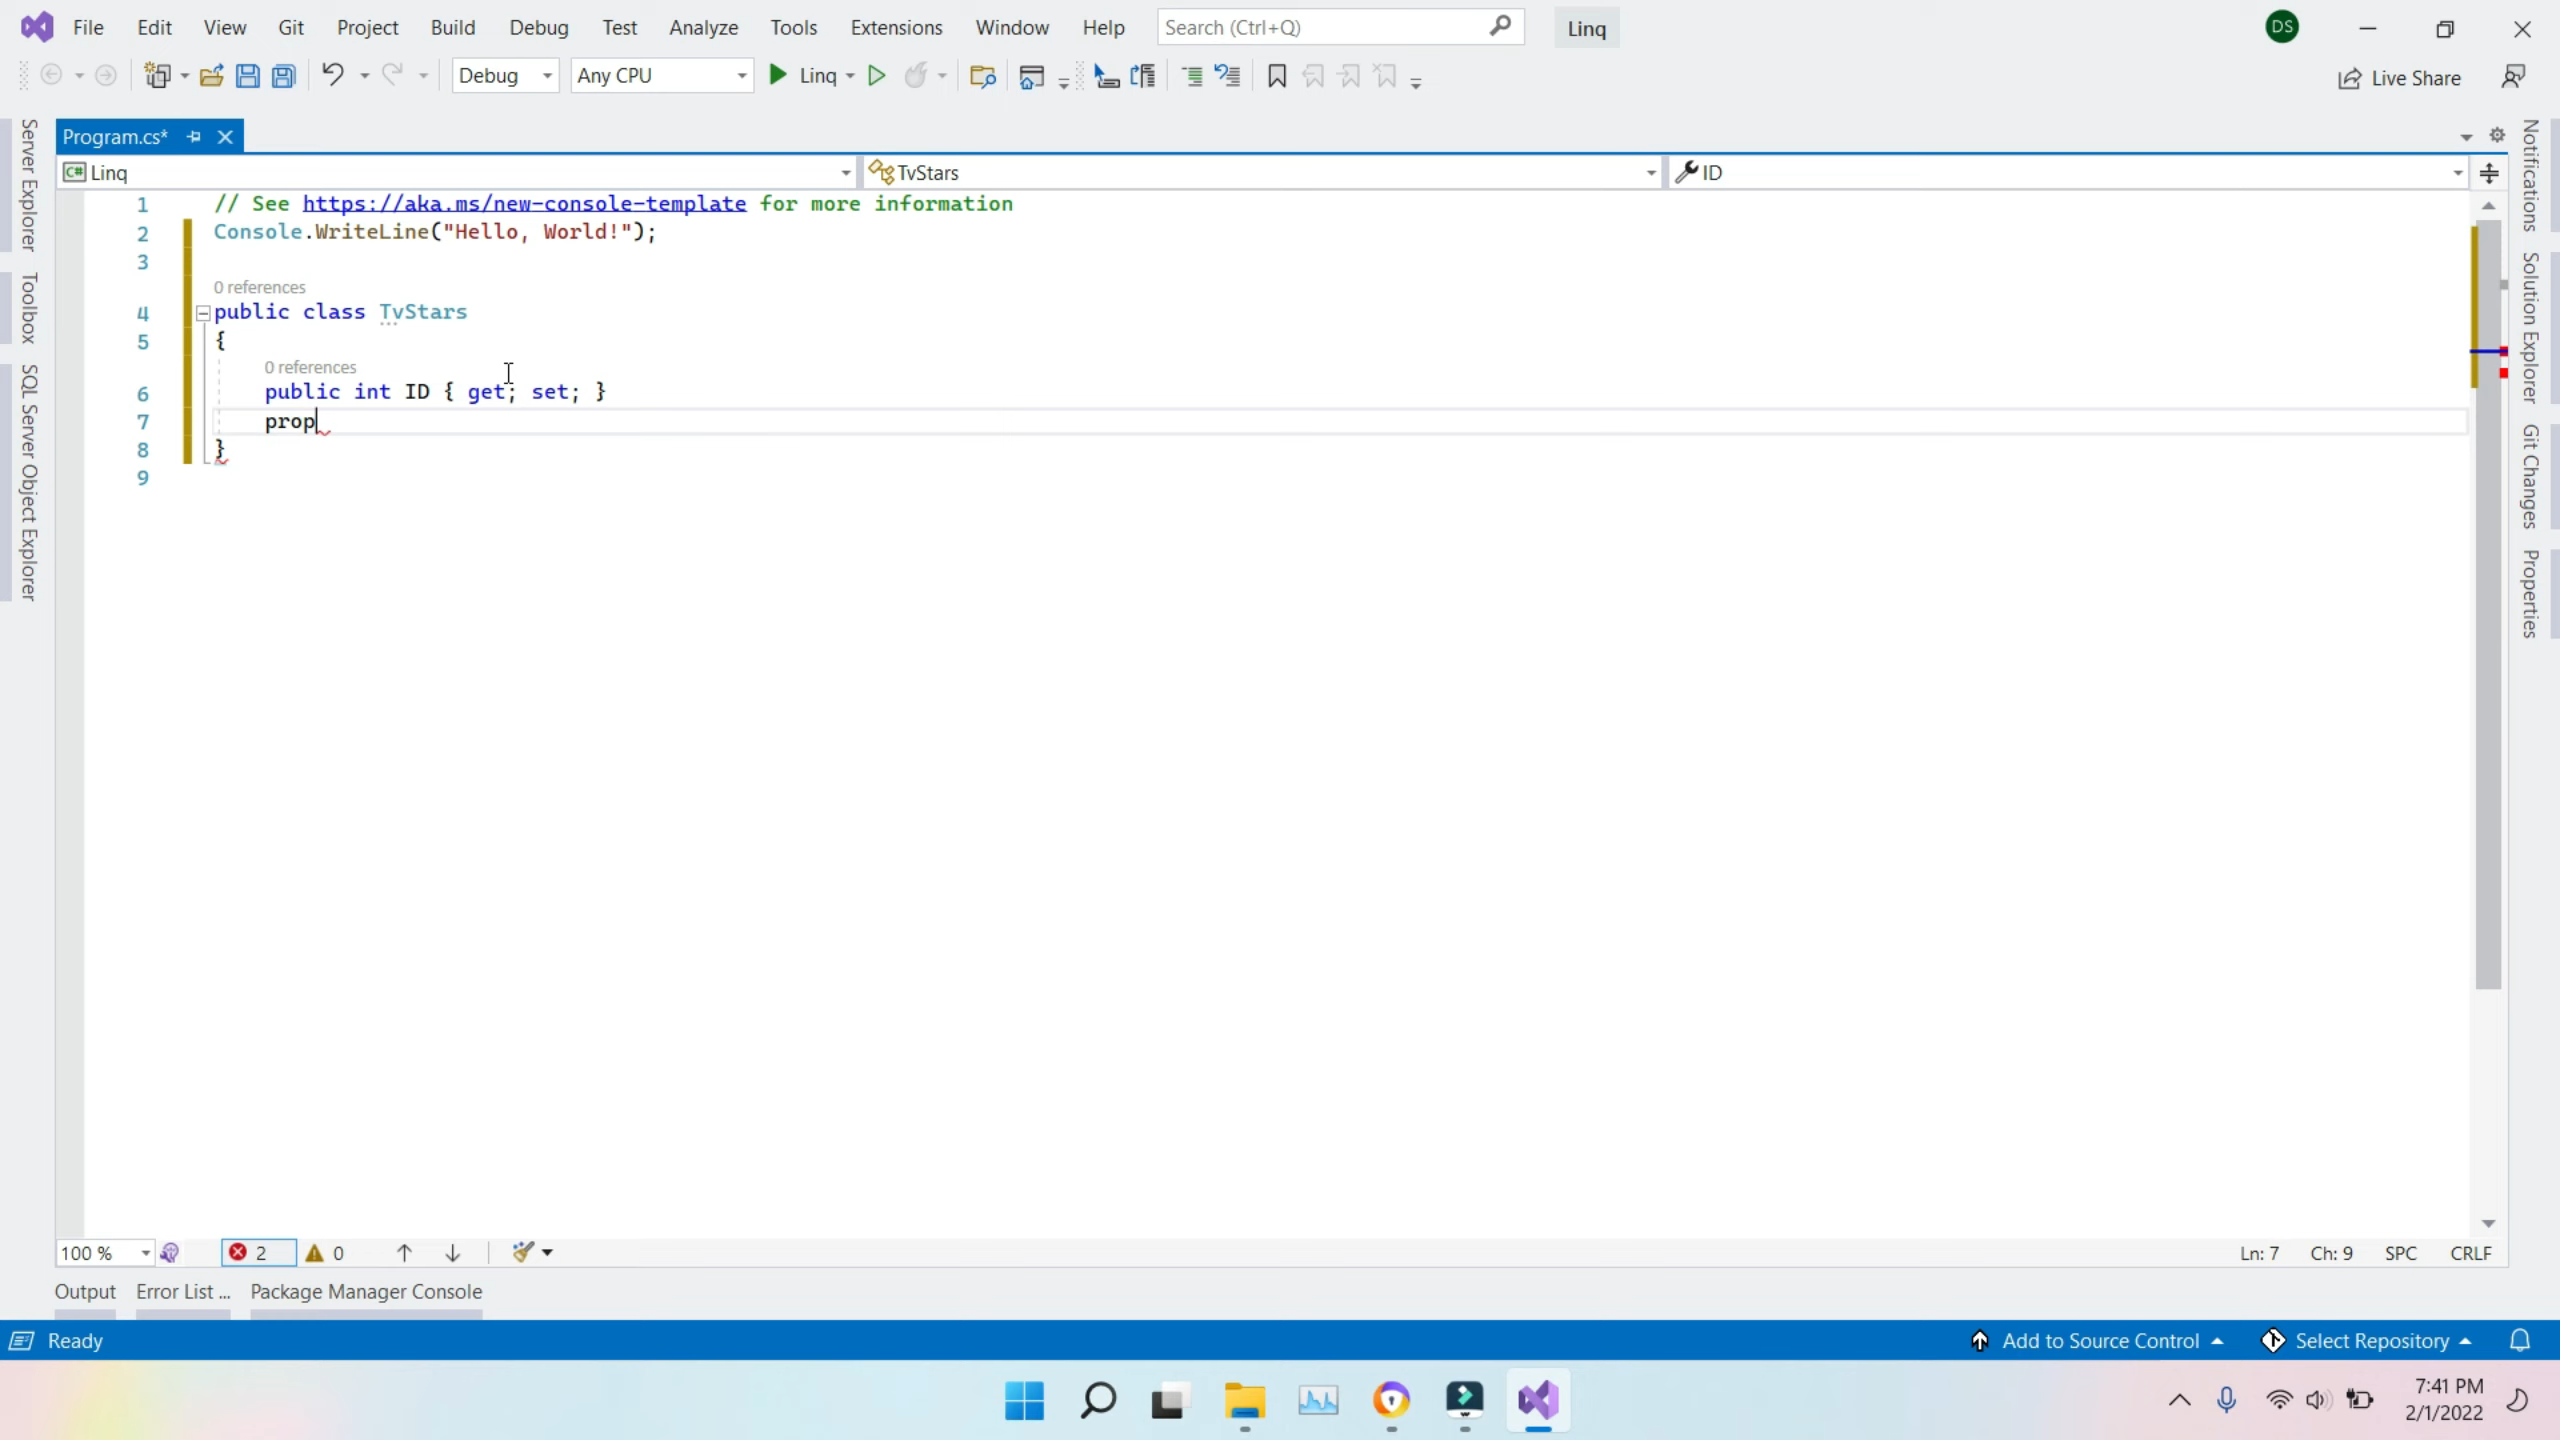 File Edit View Git Project Build Debug Test Analyze Tools Extensions Window Help Search (Ctrl+Q) Linq DS
Debug Any CPU Linq Live Share
Program.cs*
C# Linq TvStars ID
1 // See https://aka.ms/new-console-template for more information
2 Console.WriteLine("Hello, World!");
3
0 references
4 public class TvStars
5 {
0 references
6 public int ID { get; set; }
7 prop
8 }
9
Server Explorer
Toolbox
SQL Server Object Explorer
Notifications
Solution Explorer
Git Changes
Properties
100 % 2 0 Ln: 7 Ch: 9 SPC CRLF
Output Error List ... Package Manager Console
Ready Add to Source Control Select Repository
7:41 PM
2/1/2022